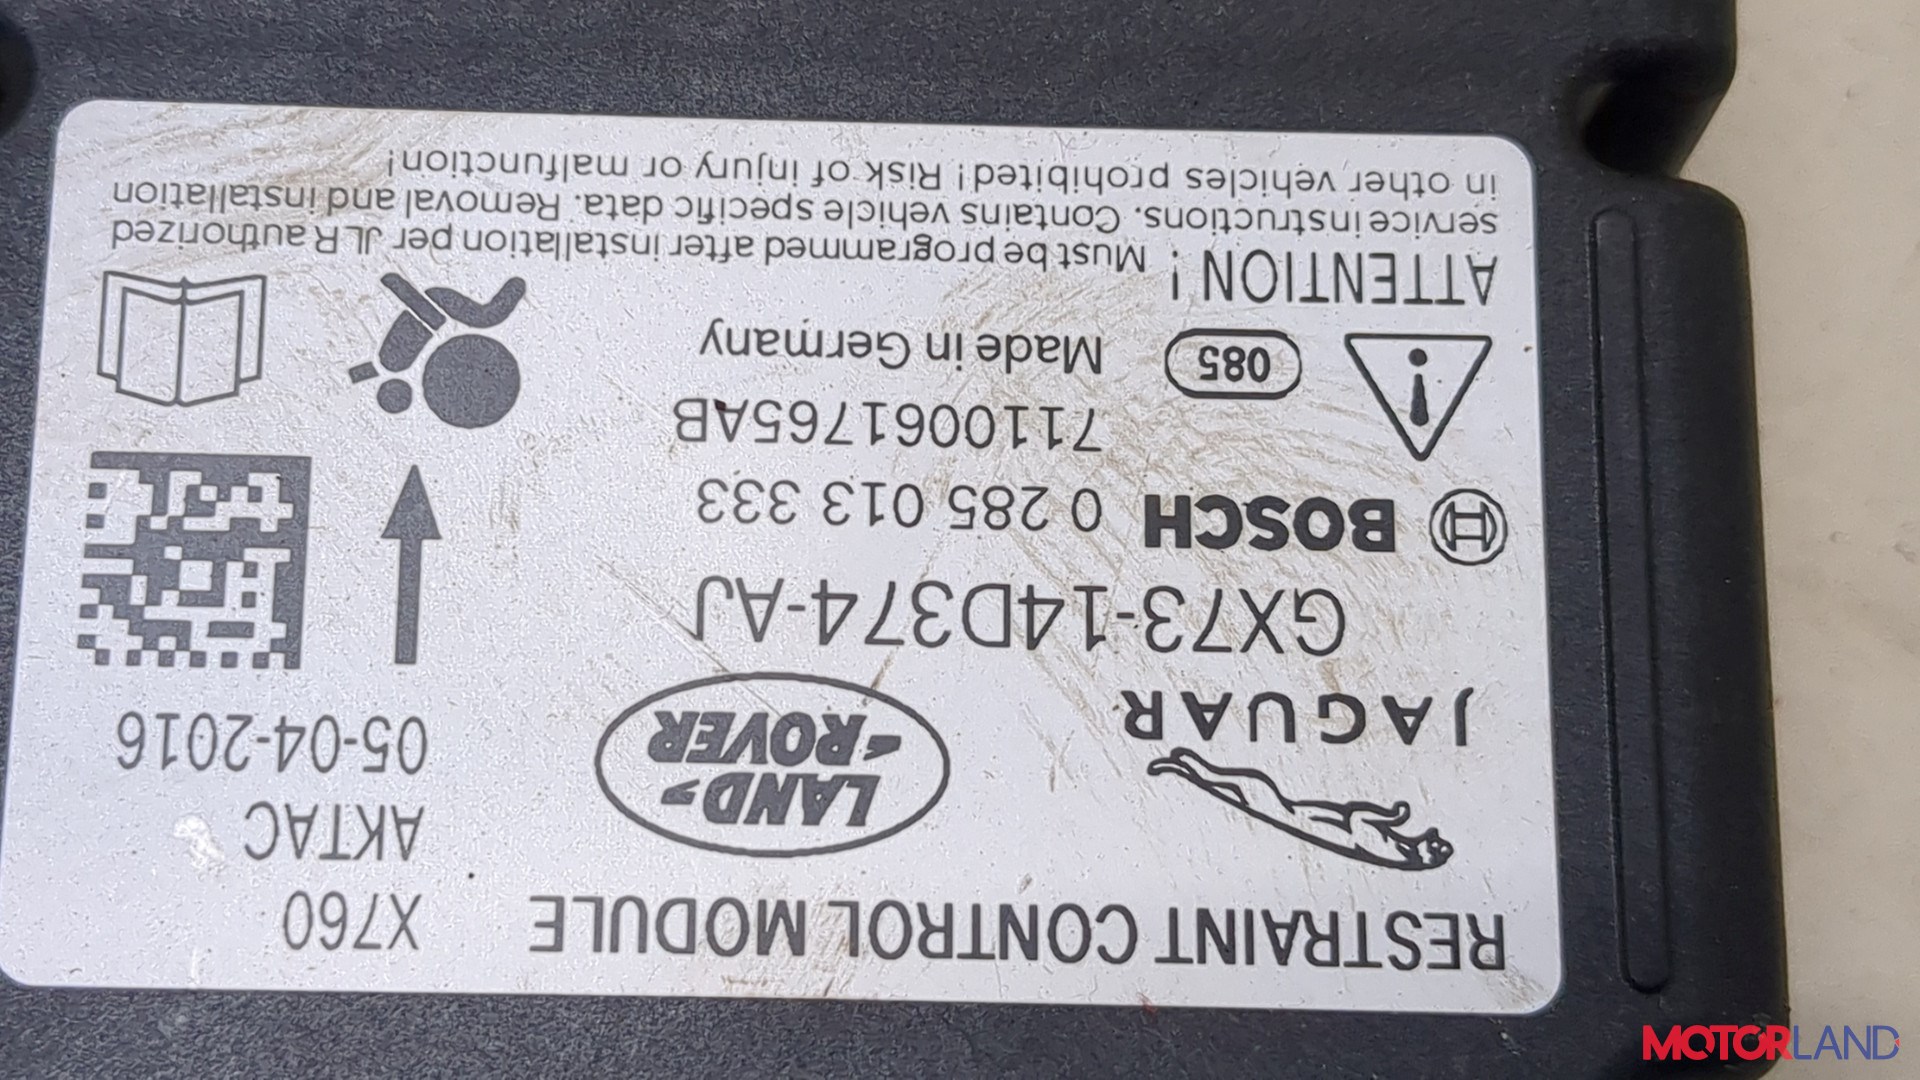 RESTRAINT CONTROL MODULE
X760
JAGUAR
LAND
ROVER
AKTAC
05-04-2016
GX73-14D374-AJ
BOSCH 0 285 013 333
7110061765AB
085 Made in Germany
ATTENTION ! Must be programmed after installation per JLR authorized
service instructions. Contains vehicle specific data. Removal and installation
in other vehicles prohibited! Risk of injury or malfunction!
MOTORLAND